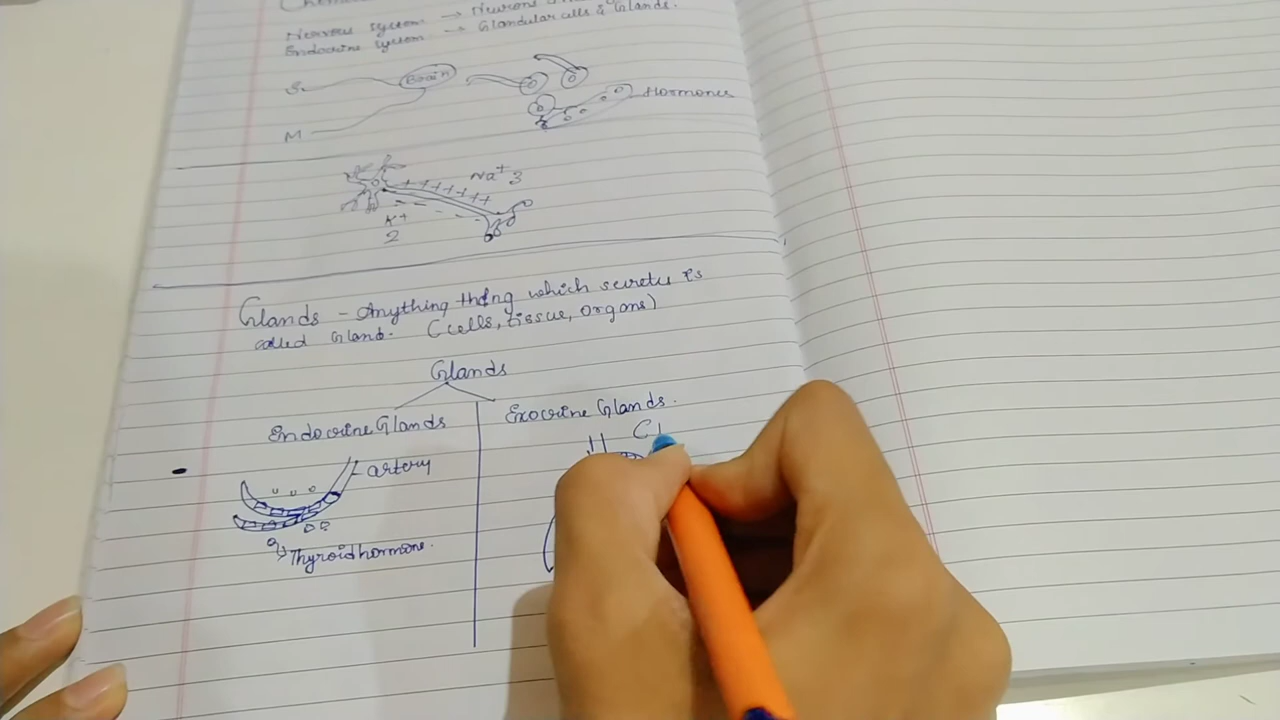 Nervous system → Neurons
Endocrine system → Glandular cells & Glands.
S
Brain
Hormones
M
Na+ 3
K+
2
Glands - Anything thing which secrete is
called Gland. (cells, tissue, organs)
Glands
Endocrine Glands
Exocrine Glands.
artery
Thyroid hormone.